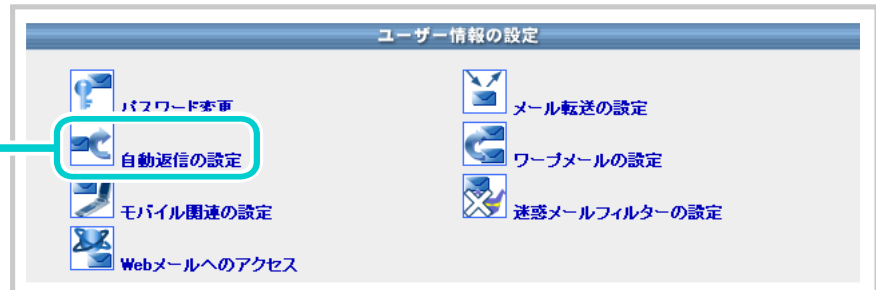 ユーザー情報の設定
パスワード変更
メール転送の設定
自動返信の設定
ワープメールの設定
モバイル関連の設定
迷惑メールフィルターの設定
Webメールへのアクセス